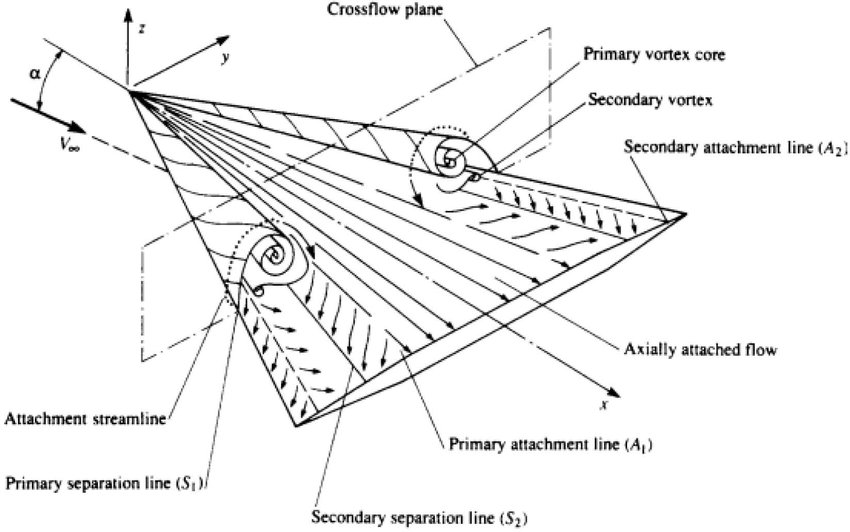 Crossflow plane
z
y
Primary vortex core
α
Secondary vortex
V∞
Secondary attachment line (A₂)
Axially attached flow
x
Attachment streamline
Primary attachment line (A₁)
Primary separation line (S₁)
Secondary separation line (S₂)